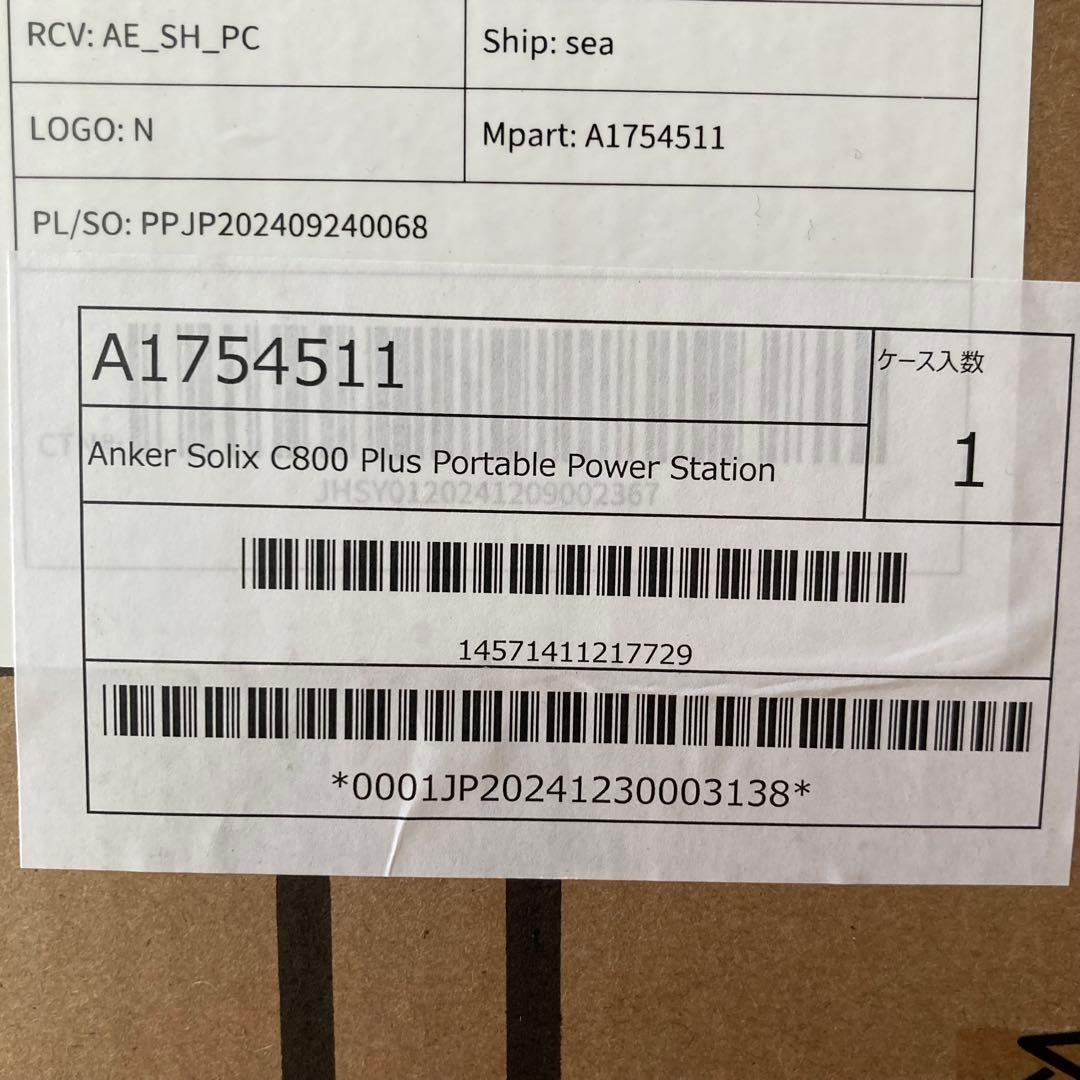 RCV: AE_SH_PC
Ship: sea
LOGO: N
Mpart: A1754511
PL/SO: PPJP202409240068
A1754511
ケース入数
1
Anker Solix C800 Plus Portable Power Station
JHSY0120241209002367
14571411217729
*0001JP20241230003138*